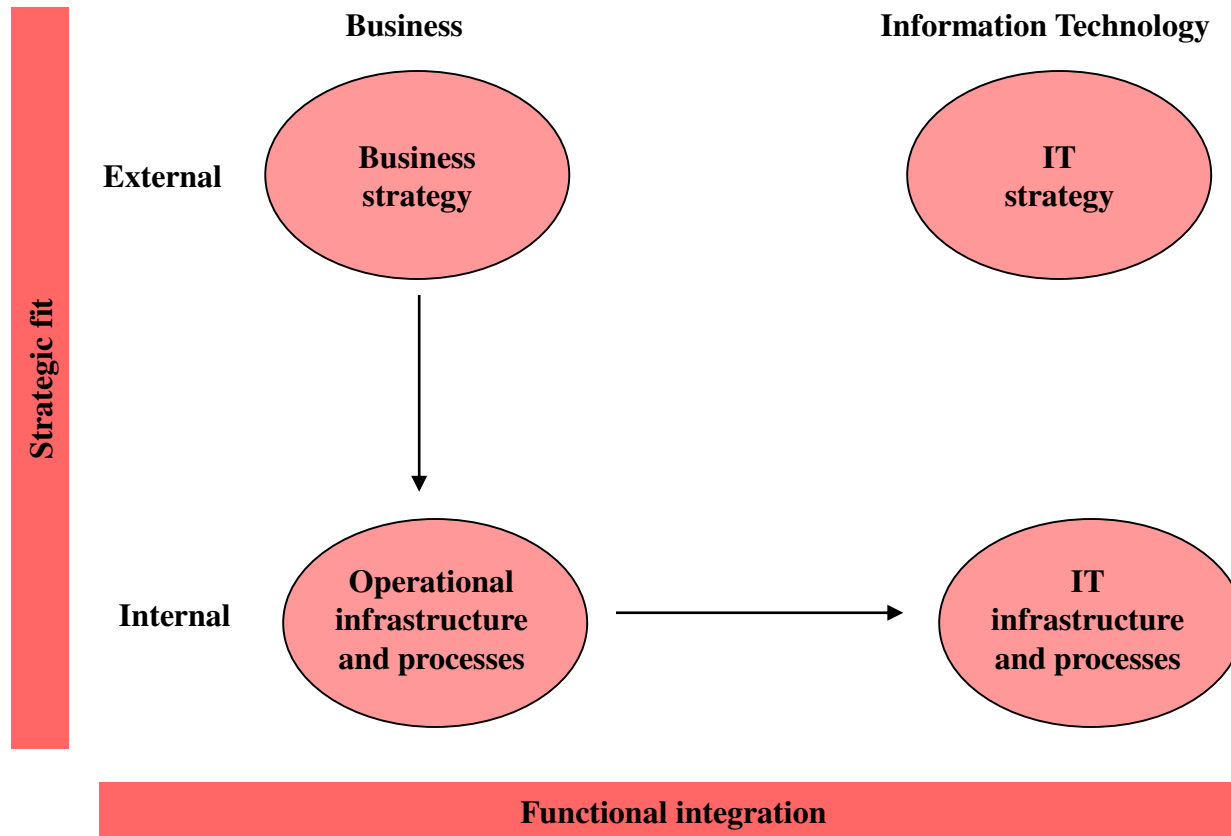 Business
Information Technology
External
Business
strategy
IT
strategy
Strategic fit
Internal
Operational
infrastructure
and processes
IT
infrastructure
and processes
Functional integration